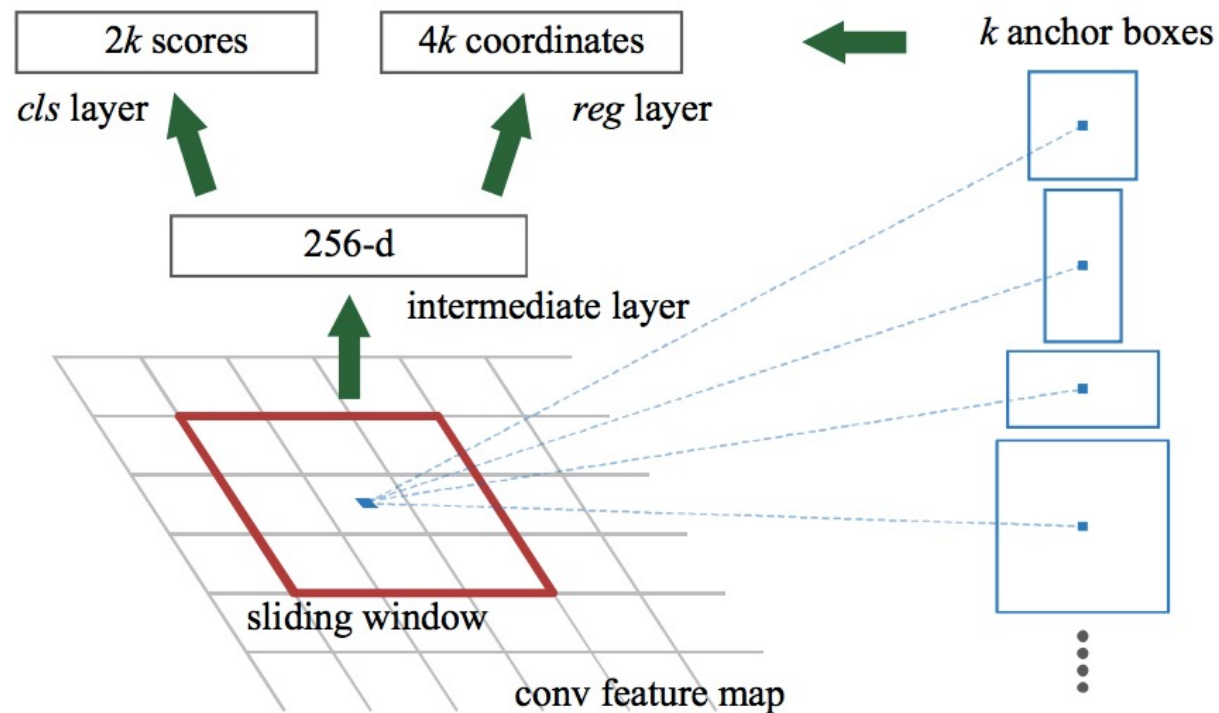 2k scores
4k coordinates
k anchor boxes
cls layer
reg layer
256-d
intermediate layer
sliding window
conv feature map